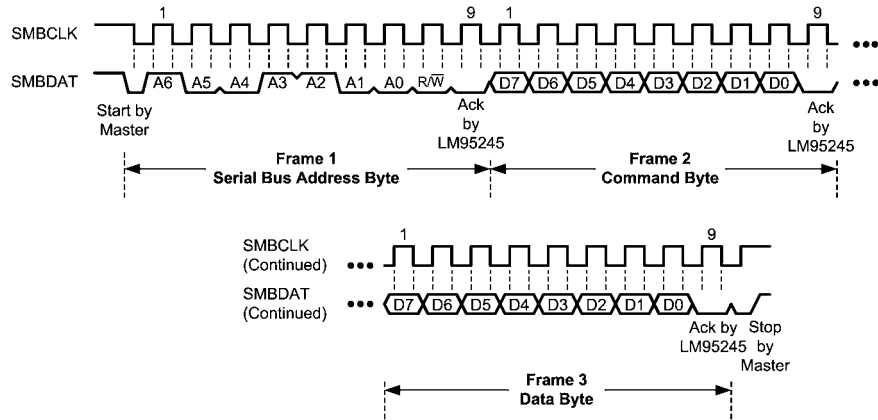 1 9 1 9
SMBCLK
SMBDAT A6 A5 A4 A3 A2 A1 A0 R/W̅ D7 D6 D5 D4 D3 D2 D1 D0
Start by
Master
Ack
by
LM95245
Ack
by
LM95245
Frame 1
Serial Bus Address Byte
Frame 2
Command Byte
1 9
SMBCLK
(Continued)
SMBDAT
(Continued)
D7 D6 D5 D4 D3 D2 D1 D0
Ack by
LM95245
Stop
by
Master
Frame 3
Data Byte